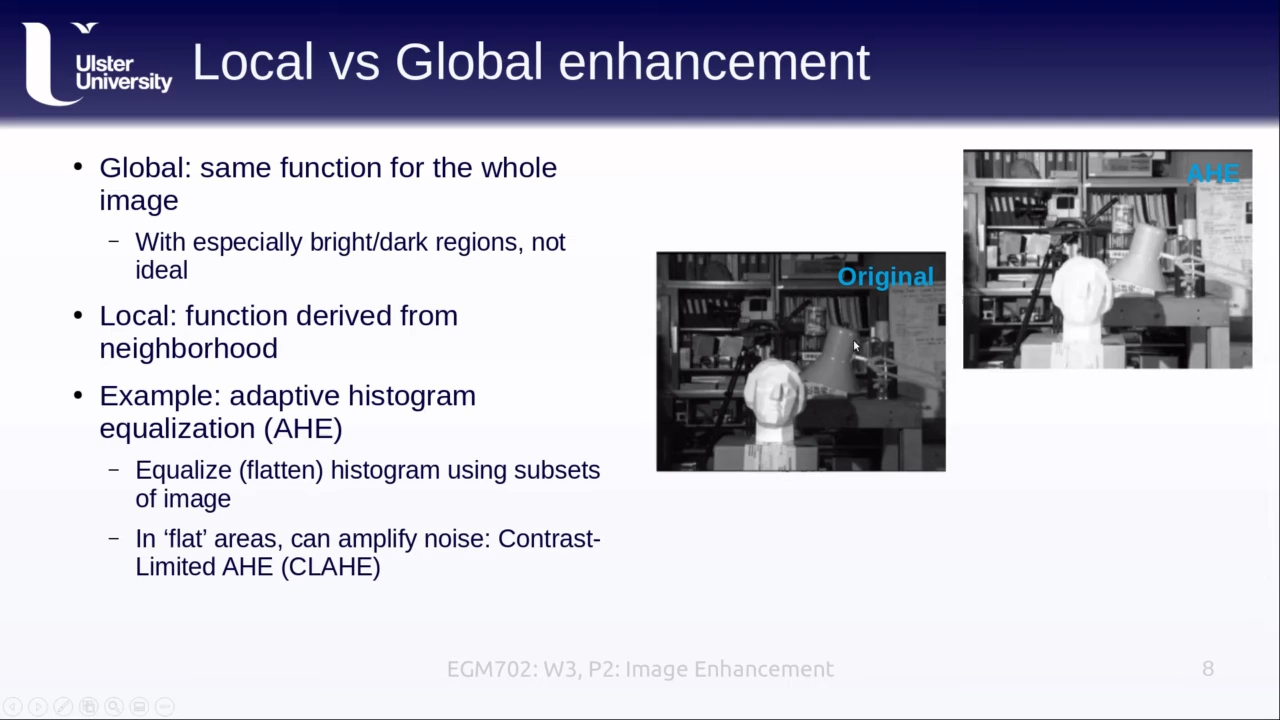 Ulster
University
Local vs Global enhancement
• Global: same function for the whole
image
– With especially bright/dark regions, not
ideal
• Local: function derived from
neighborhood
• Example: adaptive histogram
equalization (AHE)
– Equalize (flatten) histogram using subsets
of image
– In ‘flat’ areas, can amplify noise: Contrast-
Limited AHE (CLAHE)
Original
AHE
EGM702: W3, P2: Image Enhancement
8